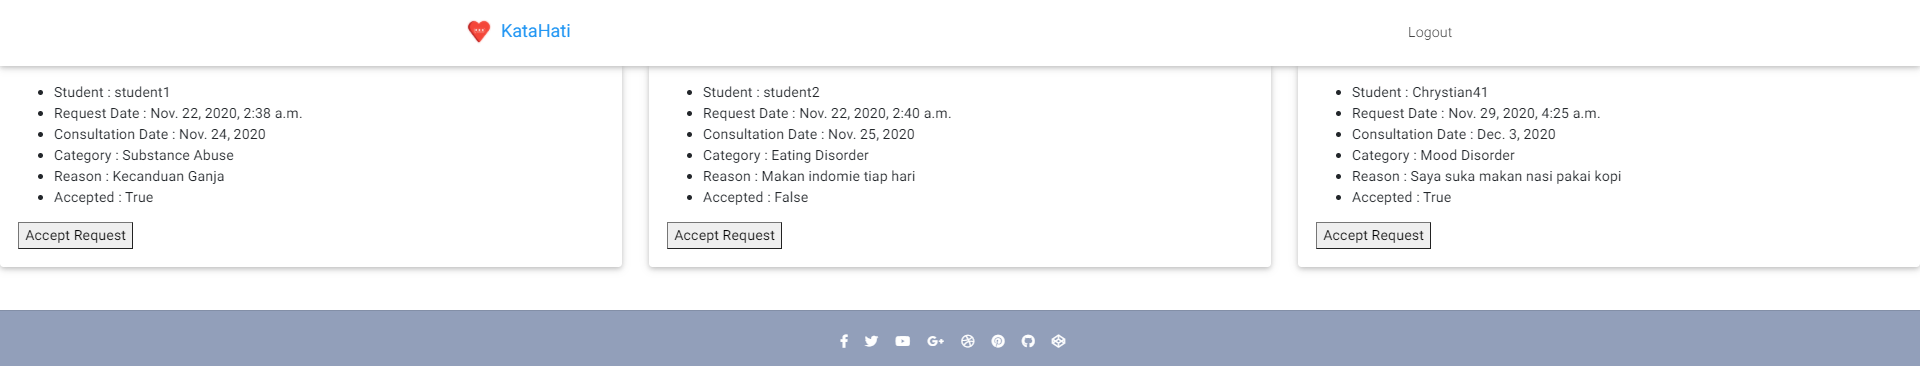 KataHati
Logout
Student : student1
Request Date : Nov. 22, 2020, 2:38 a.m.
Consultation Date : Nov. 24, 2020
Category : Substance Abuse
Reason : Kecanduan Ganja
Accepted : True
Accept Request
Student : student2
Request Date : Nov. 22, 2020, 2:40 a.m.
Consultation Date : Nov. 25, 2020
Category : Eating Disorder
Reason : Makan indomie tiap hari
Accepted : False
Accept Request
Student : Chrystian41
Request Date : Nov. 29, 2020, 4:25 a.m.
Consultation Date : Dec. 3, 2020
Category : Mood Disorder
Reason : Saya suka makan nasi pakai kopi
Accepted : True
Accept Request